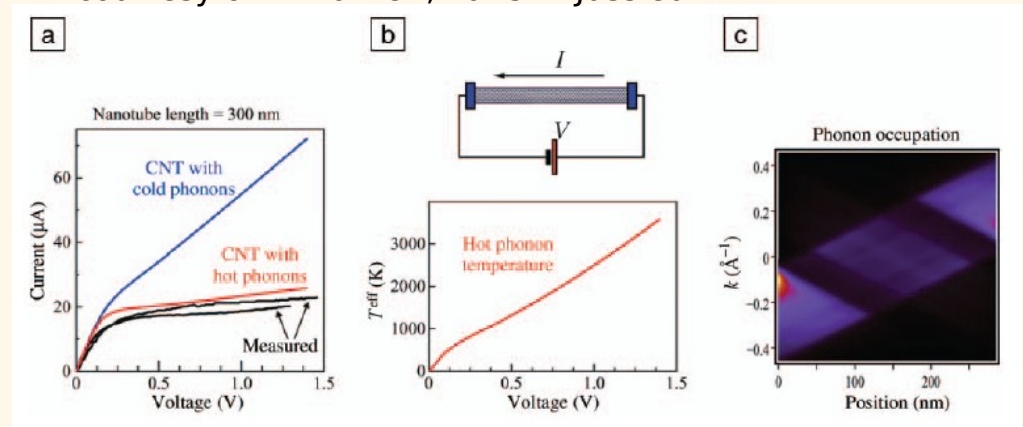 a
Nanotube length = 300 nm
CNT with
cold phonons
CNT with
hot phonons
Measured
Current (μA)
60
40
20
0
0
0.5
1.0
1.5
Voltage (V)
b
I
V
Hot phonon
temperature
T eff (K)
3000
2000
1000
0
0
0.5
1.0
1.5
Voltage (V)
c
Phonon occupation
k (Å⁻¹)
0.4
0.2
0
−0.2
−0.4
0
100
200
Position (nm)